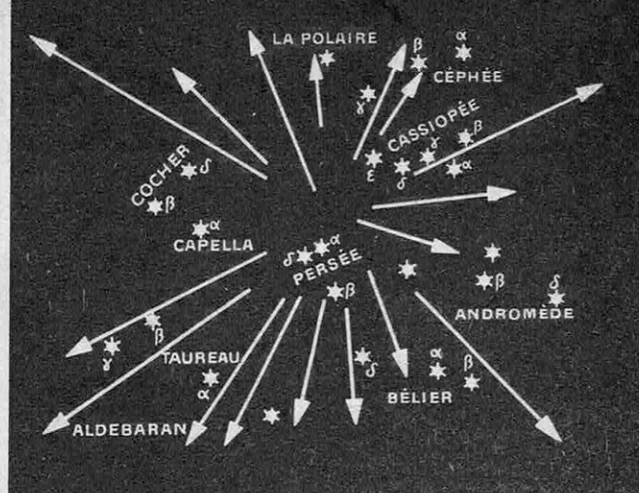 LA POLAIRE
β
α
CÉPHÉE
γ
CASSIOPÉE
β
γ
ε
δ
α
COCHER
δ
β
α
CAPELLA
δ
α
PERSÉE
β
β
δ
ANDROMÈDE
β
γ
TAUREAU
α
δ
α
β
BÉLIER
ALDEBARAN